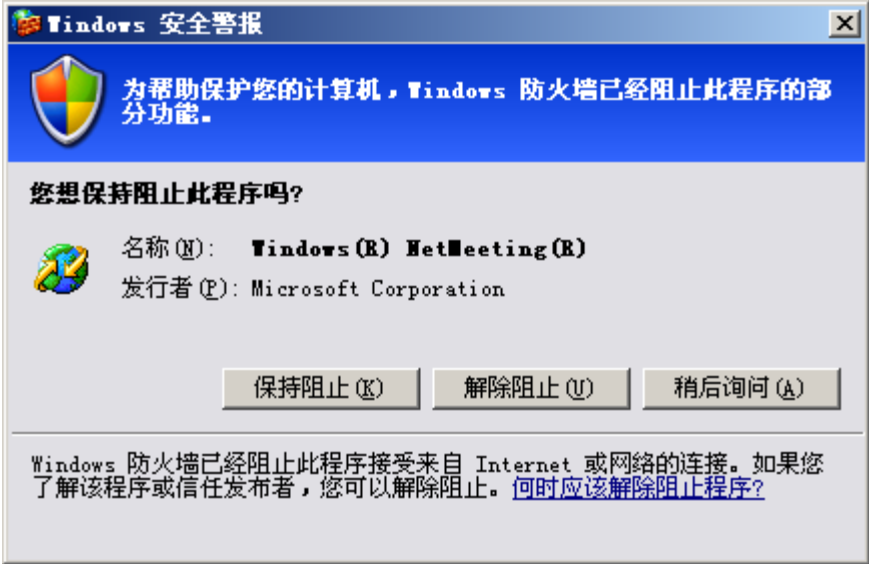 Windows 安全警报
为帮助保护您的计算机，Windows 防火墙已经阻止此程序的部
分功能。
您想保持阻止此程序吗?
名称(N): Windows(R) NetMeeting(R)
发行者(P): Microsoft Corporation
保持阻止(K) 解除阻止(U) 稍后询问(A)
Windows 防火墙已经阻止此程序接受来自 Internet 或网络的连接。如果您
了解该程序或信任发布者，您可以解除阻止。何时应该解除阻止程序?